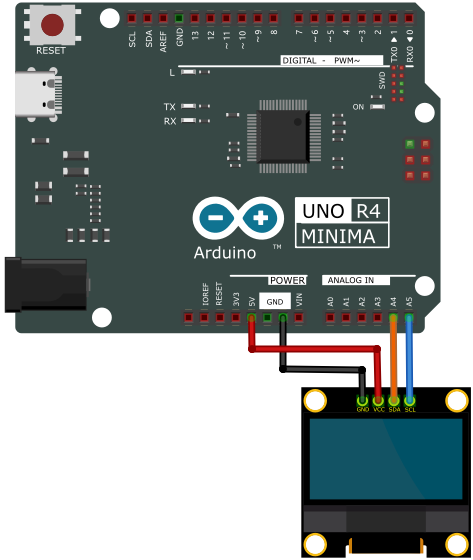 RESET
SCL
SDA
AREF
GND
13
12
~11
~10
~9
8
7
~6
~5
4
~3
2
TX0▶1
RX0◀0
DIGITAL - PWM~
L
TX
RX
SWD
ON
UNO R4
MINIMA
Arduino
TM
POWER
ANALOG IN
IOREF
RESET
3V3
5V
GND
VIN
A0
A1
A2
A3
A4
A5
GND VCC SDA SCL